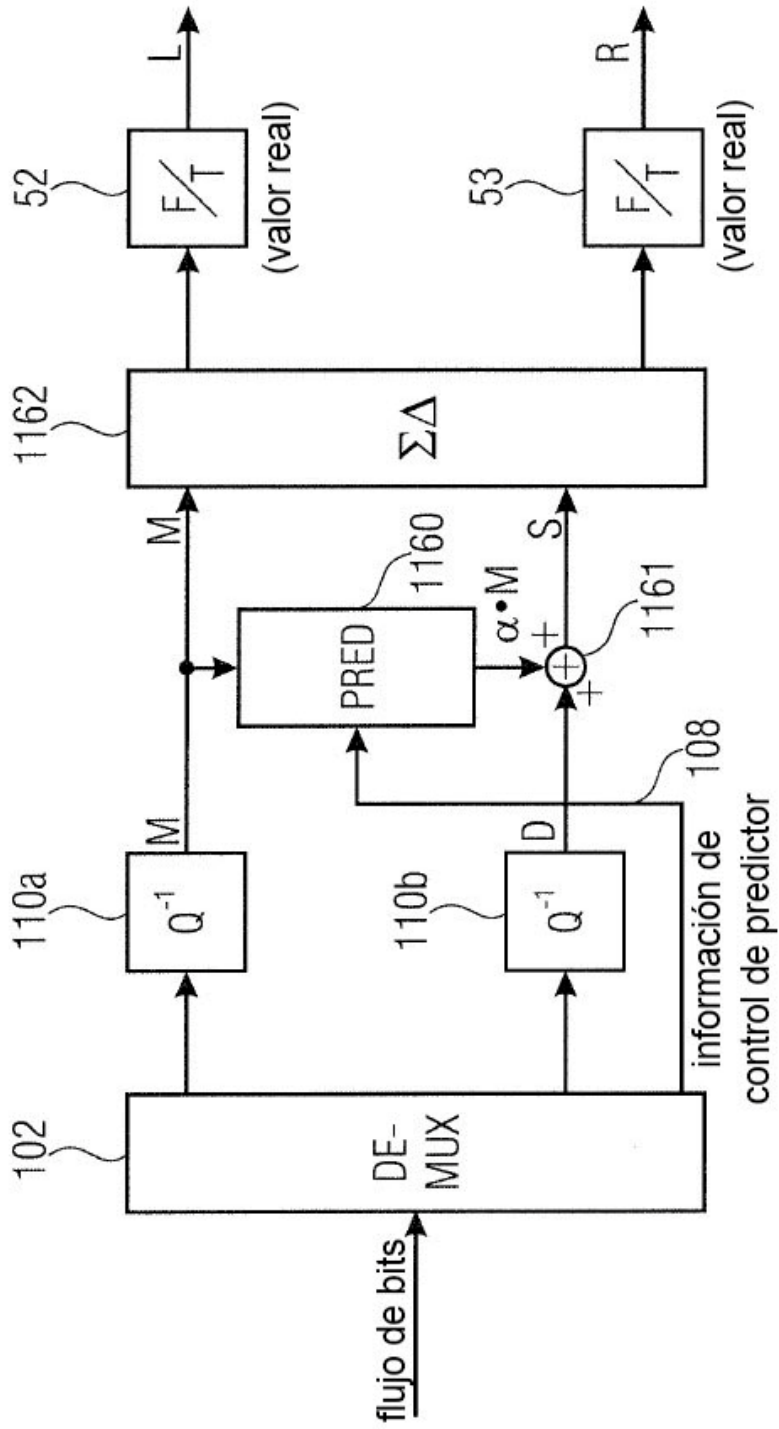 flujo de bits
102
DE-
MUX
110a
Q⁻¹
M
110b
Q⁻¹
D
información de
control de predictor
108
PRED
1160
α•M
+
+
+
1161
M
S
1162
ΣΔ
52
F/T
(valor real)
L
53
F/T
(valor real)
R